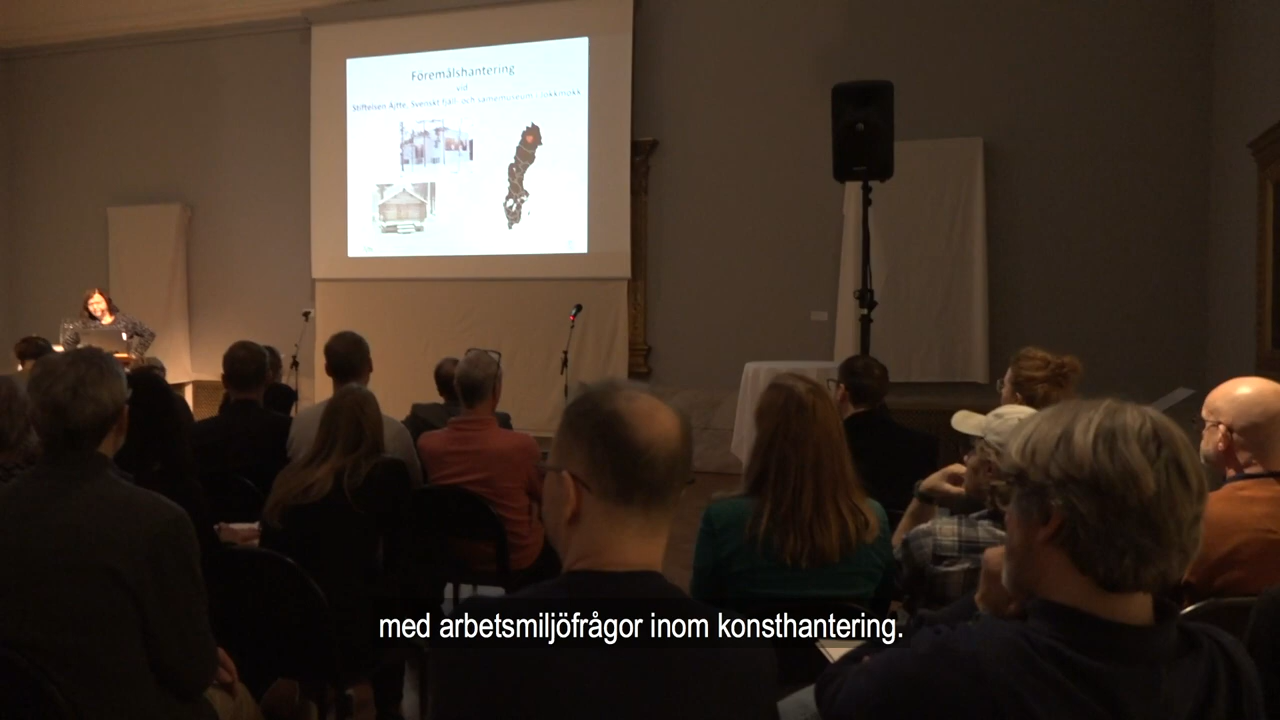 Föremålshantering
vid
Stiftelsen Ájtte, Svenskt fjäll- och samemuseum i Jokkmokk
med arbetsmiljöfrågor inom konsthantering.